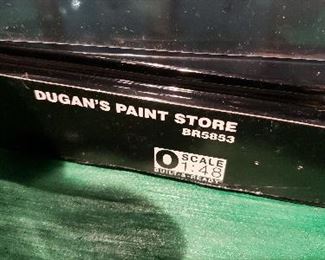 DUGAN'S PAINT STORE
BR5853
O SCALE
1:48